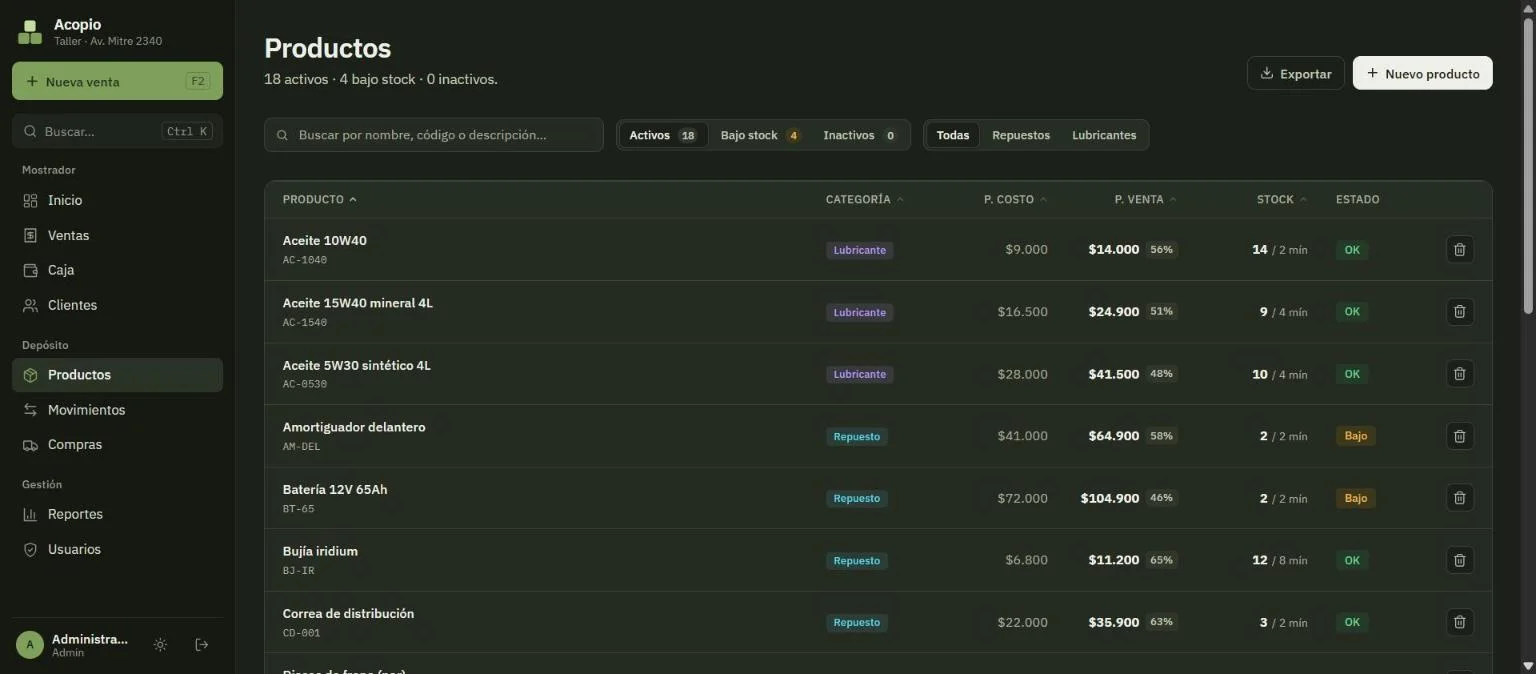 Acopio
Taller · Av. Mitre 2340
Nueva venta F2
Buscar... Ctrl K
Mostrador
Inicio
Ventas
Caja
Clientes
Depósito
Productos
Movimientos
Compras
Gestión
Reportes
Usuarios
A Administra...
Admin
Productos
18 activos · 4 bajo stock · 0 inactivos.
Exportar
Nuevo producto
Buscar por nombre, código o descripción...
Activos 18 Bajo stock 4 Inactivos 0
Todas Repuestos Lubricantes
PRODUCTO CATEGORÍA P. COSTO P. VENTA STOCK ESTADO
Aceite 10W40
AC-1040
Lubricante $9.000 $14.000 56% 14 / 2 mín OK
Aceite 15W40 mineral 4L
AC-1540
Lubricante $16.500 $24.900 51% 9 / 4 mín OK
Aceite 5W30 sintético 4L
AC-0530
Lubricante $28.000 $41.500 48% 10 / 4 mín OK
Amortiguador delantero
AM-DEL
Repuesto $41.000 $64.900 58% 2 / 2 mín Bajo
Batería 12V 65Ah
BT-65
Repuesto $72.000 $104.900 46% 2 / 2 mín Bajo
Bujía iridium
BJ-IR
Repuesto $6.800 $11.200 65% 12 / 8 mín OK
Correa de distribución
CD-001
Repuesto $22.000 $35.900 63% 3 / 2 mín OK